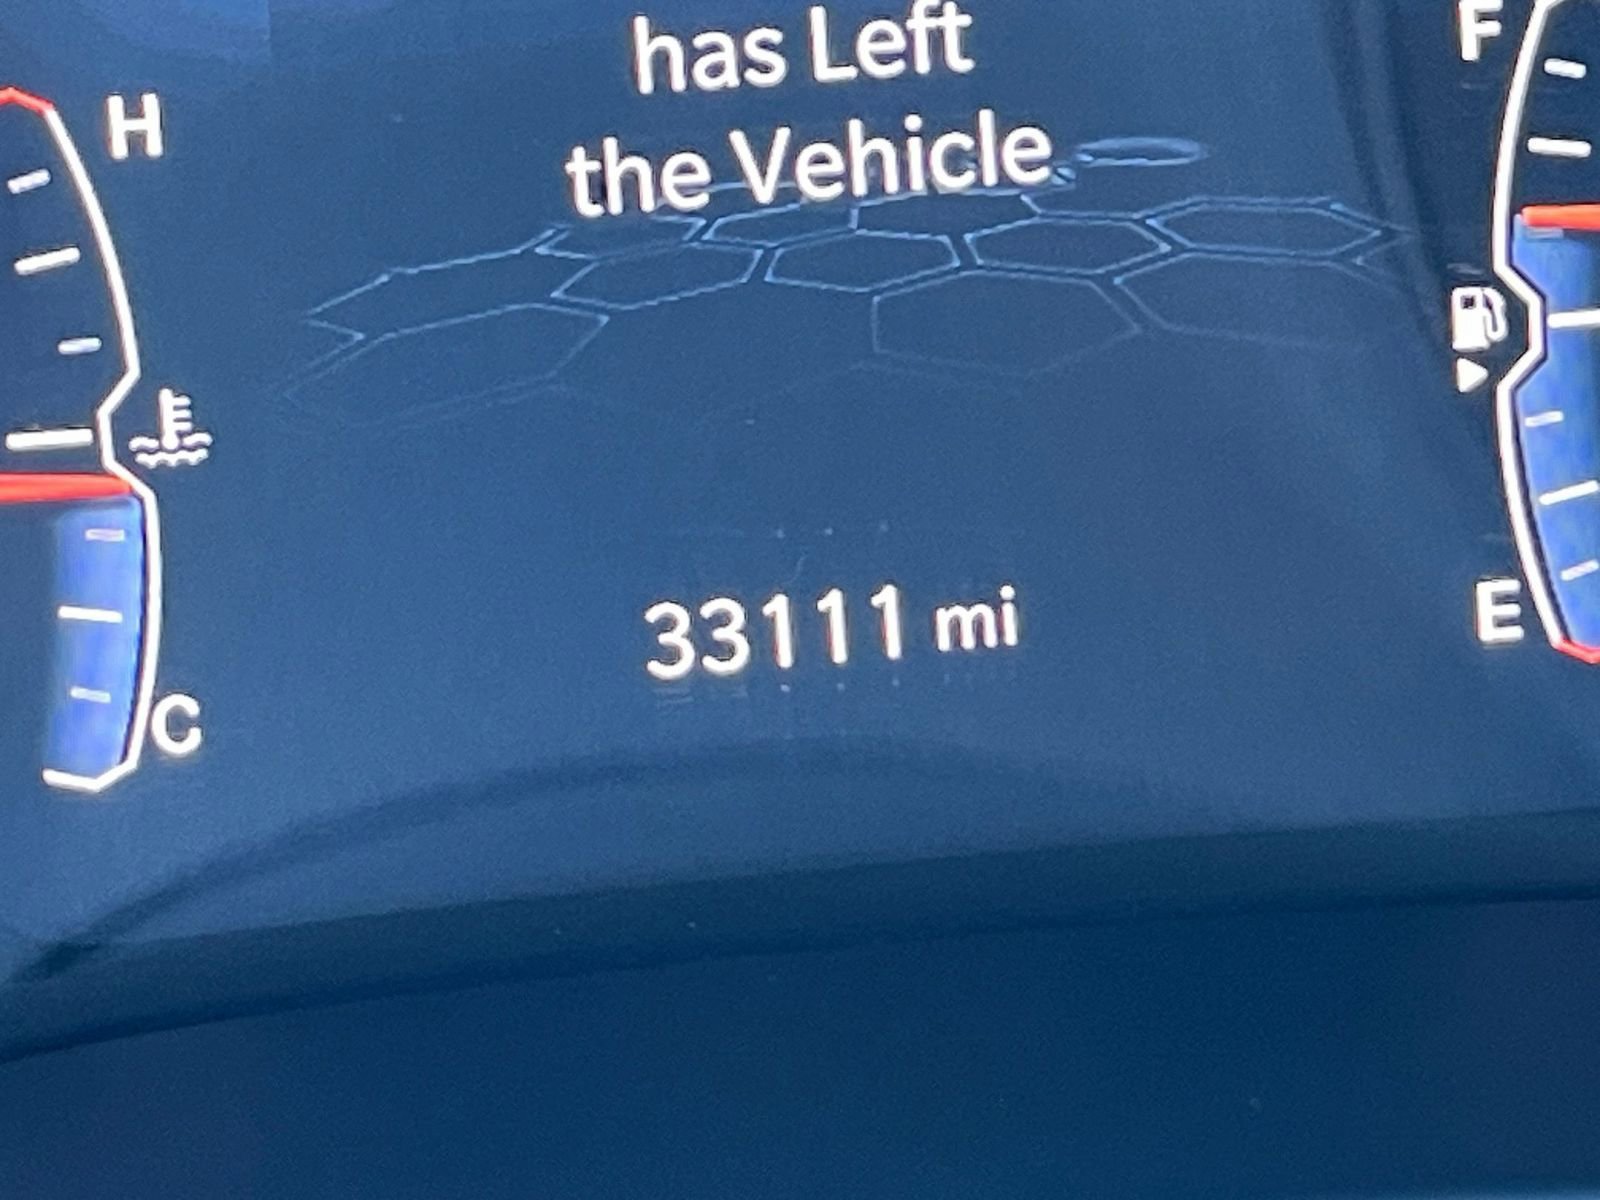 has Left
the Vehicle
H
F
33111 mi
E
C